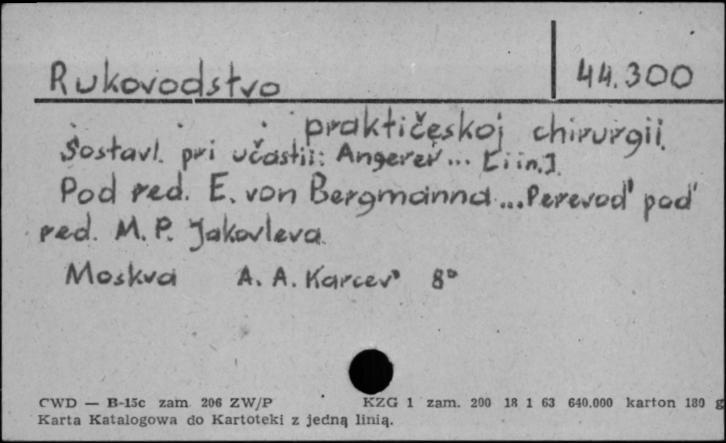 Rukovodstvo 44.300
praktičeskoj chirurgii.
Sostavl. pri učastii: Angerer... [i in.].
Pod red. E. von Bergmanna...Perevod" pod"
red. M. P. Jakovleva.
Moskva A. A. Karcev" 8°
CWD — B-15c zam. 206 ZW/P KZG 1 zam. 200 18 1 63 640.000 karton 180 g
Karta Katalogowa do Kartoteki z jedną linią.